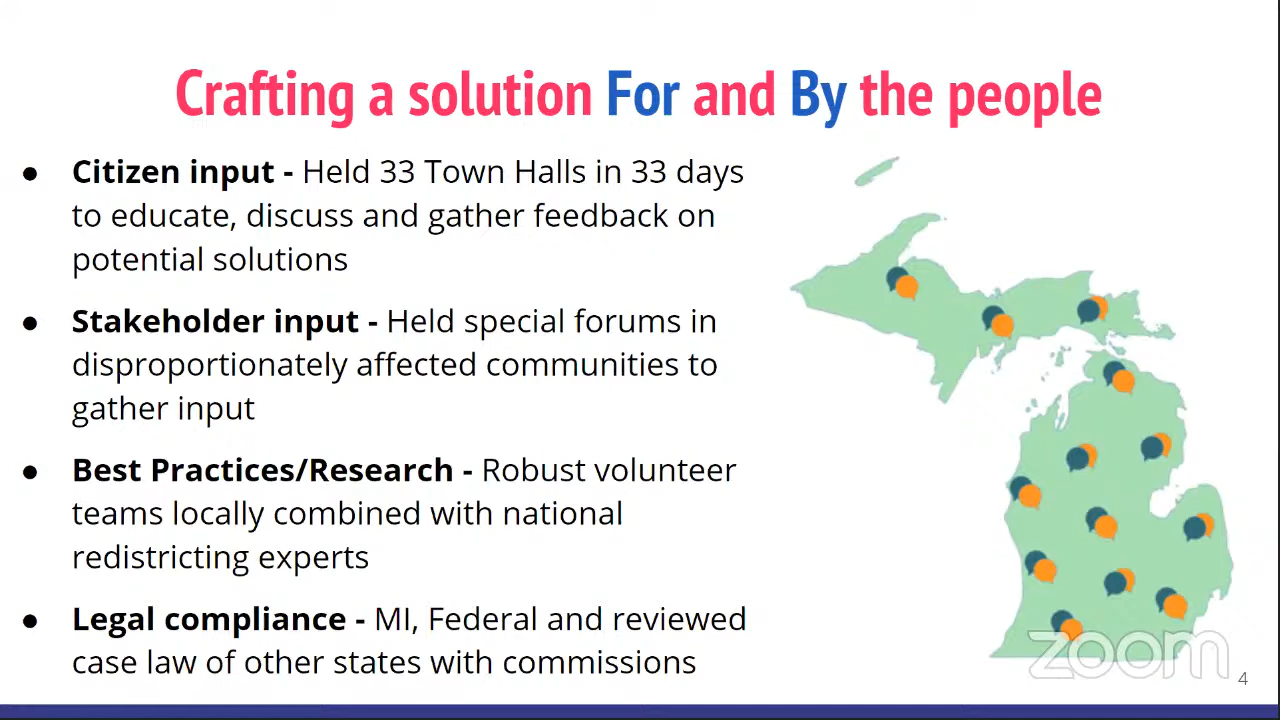 Crafting a solution For and By the people
● Citizen input - Held 33 Town Halls in 33 days
to educate, discuss and gather feedback on
potential solutions
● Stakeholder input - Held special forums in
disproportionately affected communities to
gather input
● Best Practices/Research - Robust volunteer
teams locally combined with national
redistricting experts
● Legal compliance - MI, Federal and reviewed
case law of other states with commissions
zoom
4